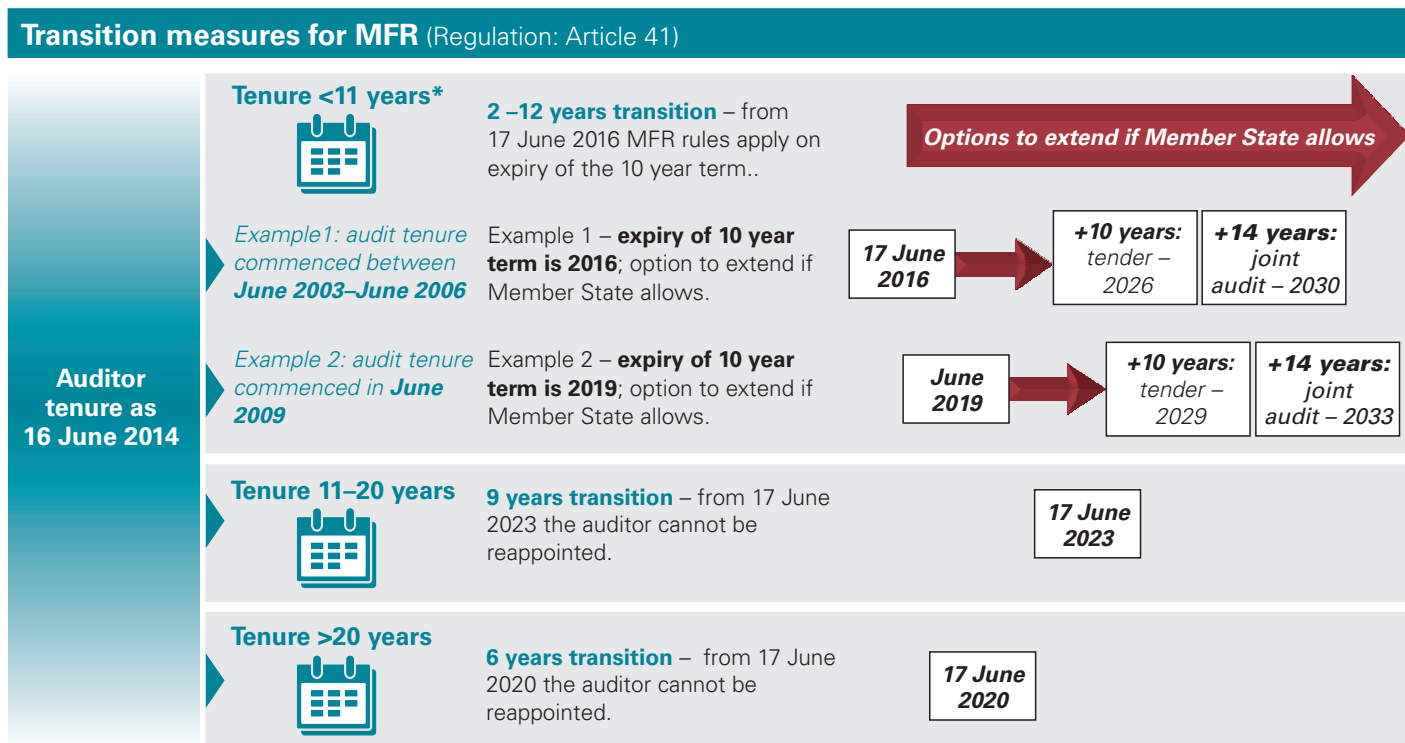 Transition measures for MFR (Regulation: Article 41)
Auditor
tenure as
16 June 2014
Tenure <11 years*
2 –12 years transition – from
17 June 2016 MFR rules apply on
expiry of the 10 year term..
Options to extend if Member State allows
Example1: audit tenure
commenced between
June 2003–June 2006
Example 1 – expiry of 10 year
term is 2016; option to extend if
Member State allows.
17 June
2016
+10 years:
tender –
2026
+14 years:
joint
audit – 2030
Example 2: audit tenure
commenced in June
2009
Example 2 – expiry of 10 year
term is 2019; option to extend if
Member State allows.
June
2019
+10 years:
tender –
2029
+14 years:
joint
audit – 2033
Tenure 11–20 years
9 years transition – from 17 June
2023 the auditor cannot be
reappointed.
17 June
2023
Tenure >20 years
6 years transition – from 17 June
2020 the auditor cannot be
reappointed.
17 June
2020